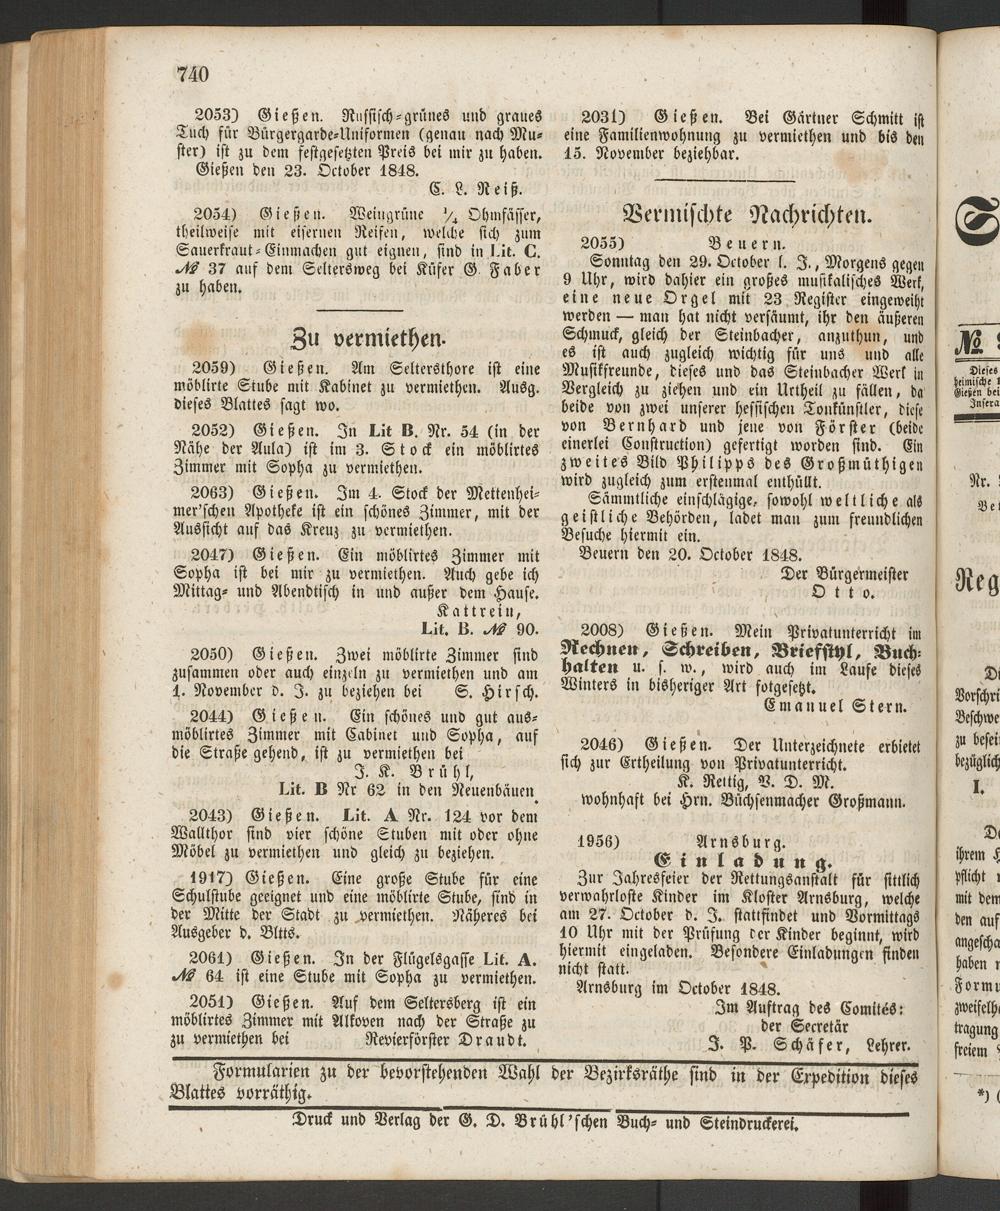 740
2053) Gießen. Russisch-grünes und graues
Tuch für Bürgergarde-Uniformen (genau nach Mu-
ster) ist zu dem festgesetzten Preis bei mir zu haben.
Gießen den 23. October 1848.
C. L. Reiß.
2054) Gießen. Weingrüne 1/4 Ohmfässer,
theilweise mit eisernen Reifen, welche sich zum
Sauerkraut-Einmachen gut eignen, sind in Lit. C.
№ 37 auf dem Seltersweg bei Küfer G. Faber
zu haben.
Zu vermiethen.
2059) Gießen. Am Seltersthore ist eine
möblirte Stube mit Kabinet zu vermiethen. Ausg.
dieses Blattes sagt wo.
2052) Gießen. In Lit B. Nr. 54 (in der
Nähe der Aula) ist im 3. Stock ein möblirtes
Zimmer mit Sopha zu vermiethen.
2063) Gießen. Im 4. Stock der Mettenhei-
mer'schen Apotheke ist ein schönes Zimmer, mit der
Aussicht auf das Kreuz zu vermiethen.
2047) Gießen. Ein möblirtes Zimmer mit
Sopha ist bei mir zu vermiethen. Auch gebe ich
Mittag- und Abendtisch in und außer dem Hause.
Kattrein,
Lit. B. № 90.
2050) Gießen. Zwei möblirte Zimmer sind
zusammen oder auch einzeln zu vermiethen und am
1. November d. J. zu beziehen bei S. Hirsch.
2044) Gießen. Ein schönes und gut aus-
möblirtes Zimmer mit Cabinet und Sopha, auf
die Straße gehend, ist zu vermiethen bei
J. K. Brühl,
Lit. B Nr 62 in den Neuenbäuen.
2043) Gießen. Lit. A Nr. 124 vor dem
Wallthor sind vier schöne Stuben mit oder ohne
Möbel zu vermiethen und gleich zu beziehen.
1917) Gießen. Eine große Stube für eine
Schulstube geeignet und eine möblirte Stube, sind in
der Mitte der Stadt zu vermiethen. Näheres bei
Ausgeber d. Bltts.
2061) Gießen. In der Flügelsgasse Lit. A.
№ 64 ist eine Stube mit Sopha zu vermiethen.
2051) Gießen. Auf dem Seltersberg ist ein
möblirtes Zimmer mit Alkoven nach der Straße zu
zu vermiethen bei Revierförster Draudt.
2031) Gießen. Bei Gärtner Schmitt ist
eine Familienwohnung zu vermiethen und bis den
15. November beziehbar.
Vermischte Nachrichten.
2055) Beuern.
Sonntag den 29. October l. J., Morgens gegen
9 Uhr, wird dahier ein großes musikalisches Werk,
eine neue Orgel mit 23 Register eingeweiht
werden — man hat nicht versäumt, ihr den äußeren
Schmuck, gleich der Steinbacher, anzuthun, und
es ist auch zugleich wichtig für uns und alle
Musikfreunde, dieses und das Steinbacher Werk in
Vergleich zu ziehen und ein Urtheil zu fällen, da
beide von zwei unserer hessischen Tonkünstler, diese
von Bernhard und jene von Förster (beide
einerlei Construction) gefertigt worden sind. Ein
zweites Bild Philipps des Großmüthigen
wird zugleich zum erstenmal enthüllt.
Sämmtliche einschlägige, sowohl weltliche als
geistliche Behörden, ladet man zum freundlichen
Besuche hiermit ein.
Beuern den 20. October 1848.
Der Bürgermeister
Otto.
2008) Gießen. Mein Privatunterricht im
Rechnen, Schreiben, Briefstyl, Buch-
halten u. s. w., wird auch im Laufe dieses
Winters in bisheriger Art fotgesetzt.
Emanuel Stern.
2046) Gießen. Der Unterzeichnete erbietet
sich zur Ertheilung von Privatunterricht.
K. Rettig, V. D. M.
wohnhaft bei Hrn. Büchsenmacher Großmann.
1956) Arnsburg.
Einladung.
Zur Jahresfeier der Rettungsanstalt für sittlich
verwahrloste Kinder im Kloster Arnsburg, welche
am 27. October d. J. stattfindet und Vormittags
10 Uhr mit der Prüfung der Kinder beginnt, wird
hiermit eingeladen. Besondere Einladungen finden
nicht statt.
Arnsburg im October 1848.
Im Auftrag des Comités:
der Secretär
J. P. Schäfer, Lehrer.
Formularien zu der bevorstehenden Wahl der Bezirksräthe sind in der Expedition dieses
Blattes vorräthig.
Druck und Verlag der G. D. Brühl'schen Buch- und Steindruckerei.